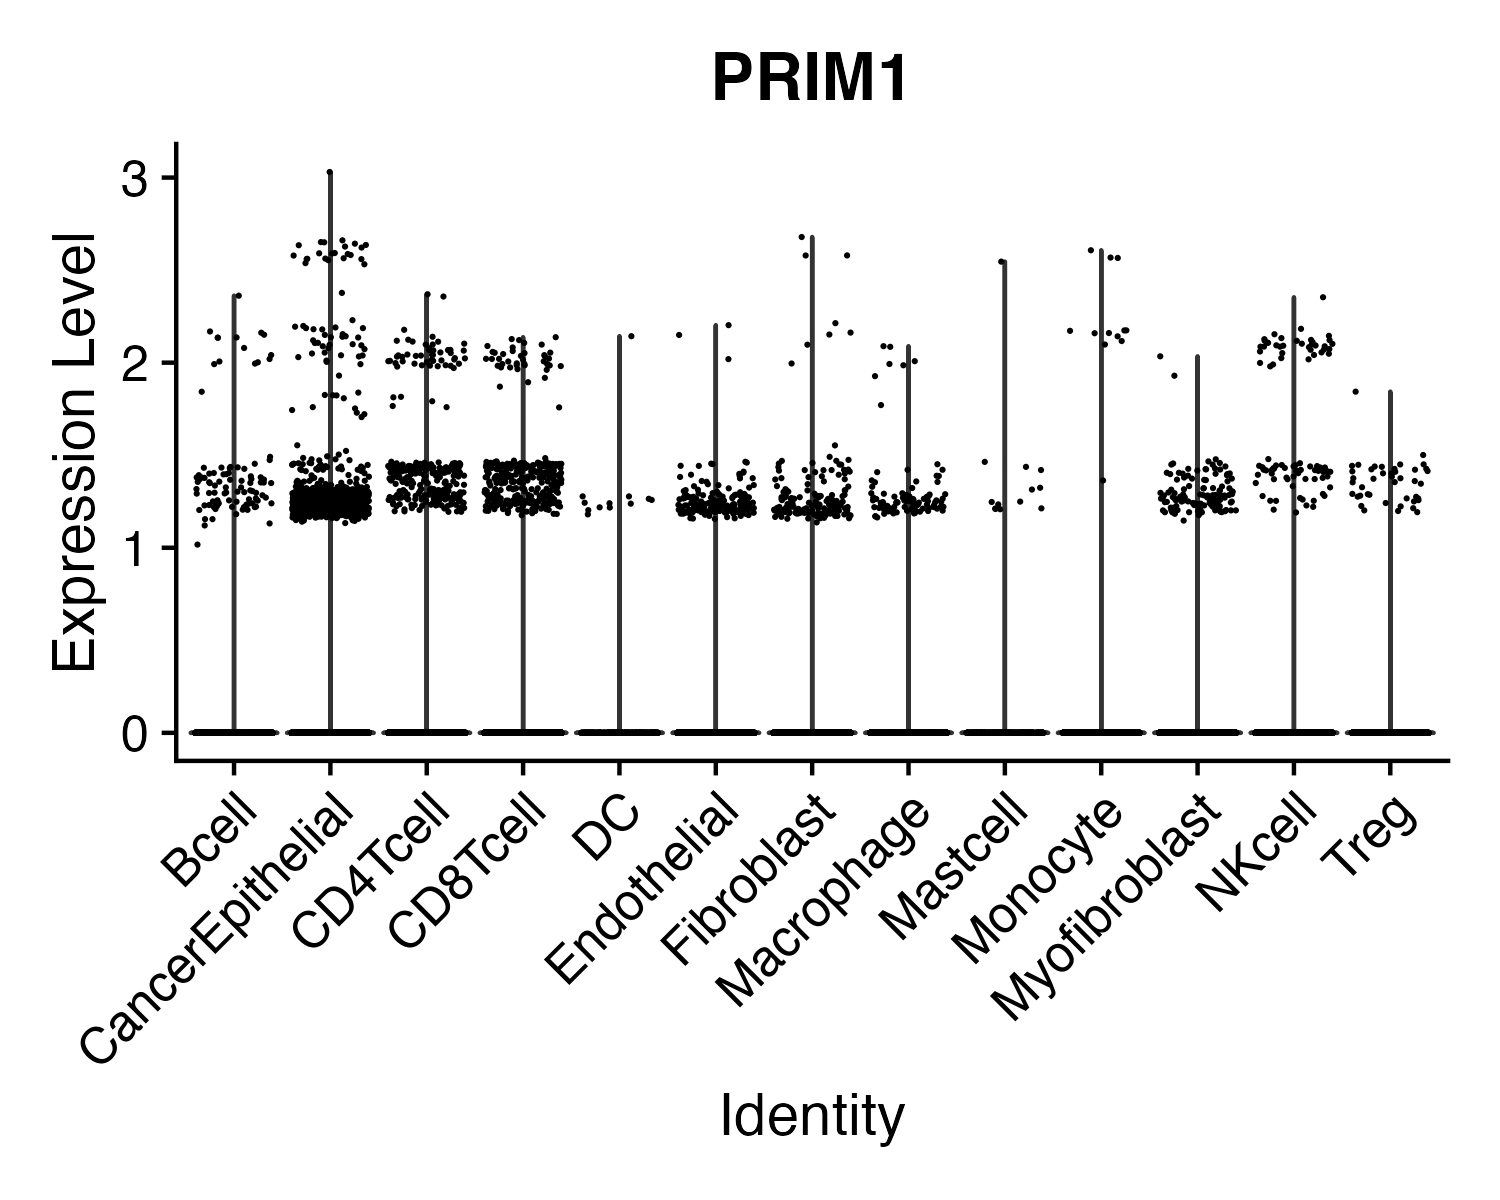 PRIM1
Expression Level
3
2
1
0
Bcell
CancerEpithelial
CD4Tcell
CD8Tcell
DC
Endothelial
Fibroblast
Macrophage
Mastcell
Monocyte
Myofibroblast
NKcell
Treg
Identity